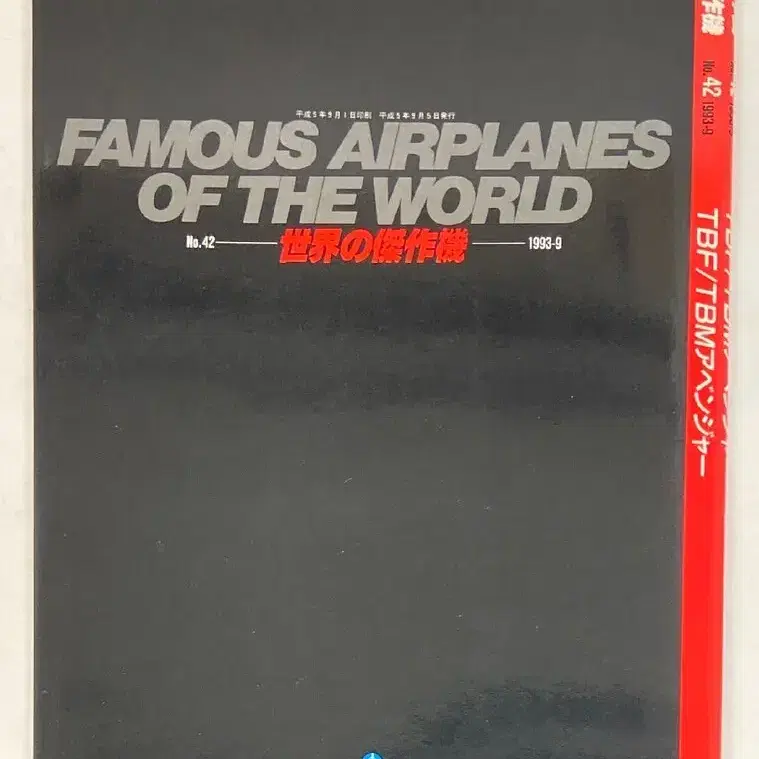 平成5年9月1日印刷 平成5年9月5日発行
FAMOUS AIRPLANES
OF THE WORLD
No.42 世界の傑作機 1993-9
作機 No.42 1993-9 TBF/TBMアベンジャー